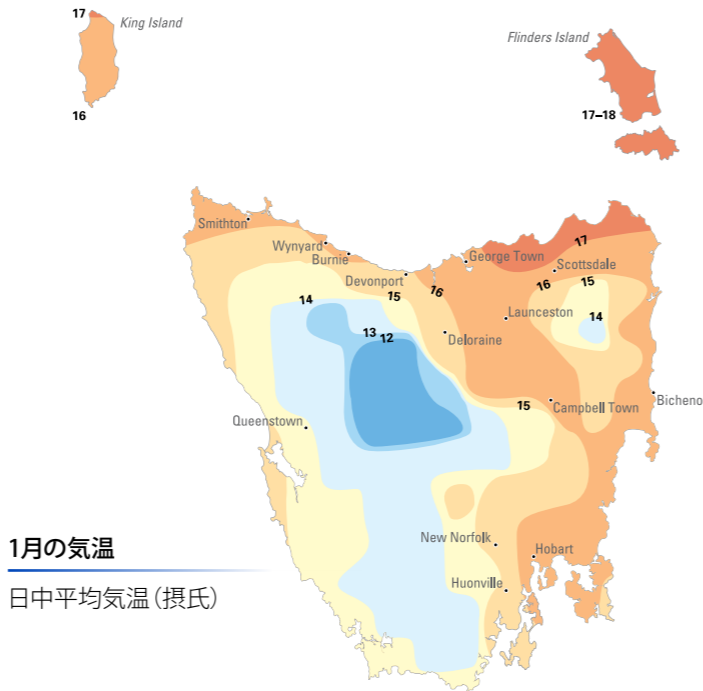 17
King Island
Flinders Island
16
17–18
Smithton
Wynyard
Burnie
George Town
17
Scottsdale
Devonport
15
16
16
15
14
Launceston
14
13
12
Deloraine
15
Campbell Town
Bicheno
Queenstown
New Norfolk
Hobart
Huonville
1月の気温
日中平均気温（摂氏）